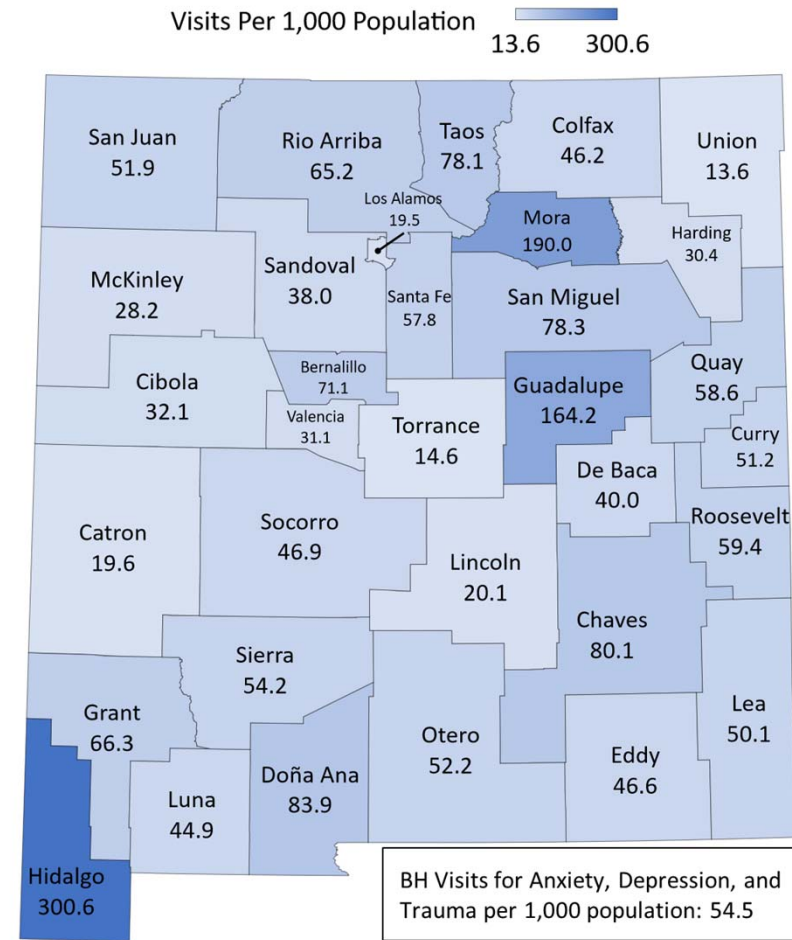 Visits Per 1,000 Population
13.6 300.6
San Juan
51.9
Rio Arriba
65.2
Taos
78.1
Colfax
46.2
Union
13.6
Los Alamos
19.5
Mora
190.0
Harding
30.4
McKinley
28.2
Sandoval
38.0
Santa Fe
57.8
San Miguel
78.3
Cibola
32.1
Bernalillo
71.1
Valencia
31.1
Torrance
14.6
Guadalupe
164.2
Quay
58.6
Curry
51.2
De Baca
40.0
Roosevelt
59.4
Catron
19.6
Socorro
46.9
Lincoln
20.1
Chaves
80.1
Sierra
54.2
Grant
66.3
Luna
44.9
Doña Ana
83.9
Otero
52.2
Eddy
46.6
Lea
50.1
Hidalgo
300.6
BH Visits for Anxiety, Depression, and
Trauma per 1,000 population: 54.5